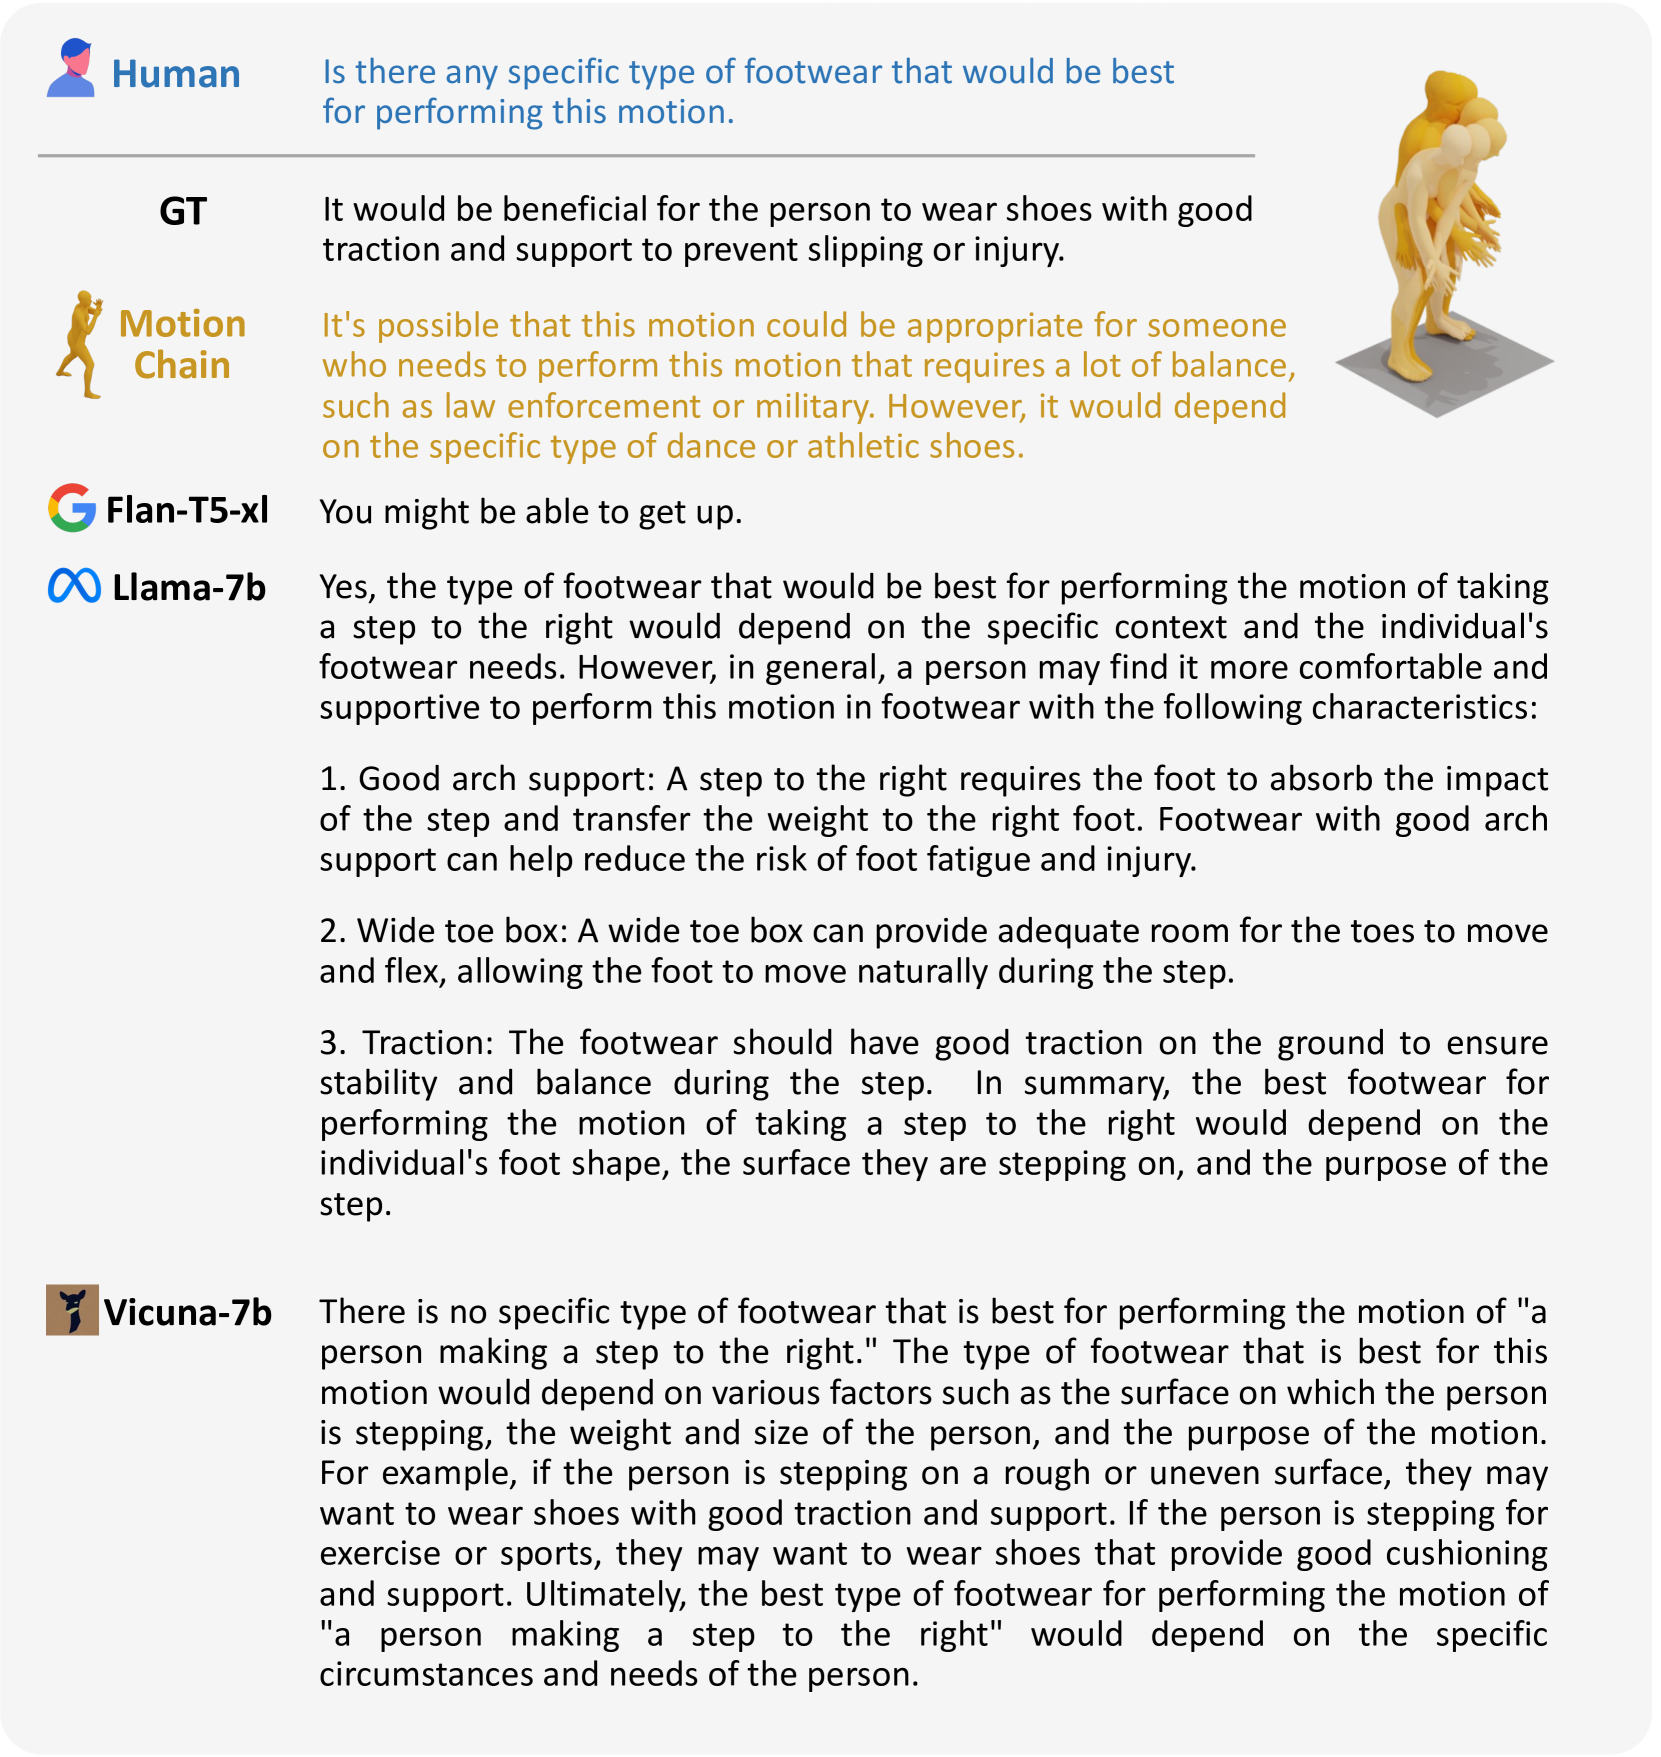 Human
Is there any specific type of footwear that would be best
for performing this motion.
GT
It would be beneficial for the person to wear shoes with good
traction and support to prevent slipping or injury.
Motion
Chain
It's possible that this motion could be appropriate for someone
who needs to perform this motion that requires a lot of balance,
such as law enforcement or military. However, it would depend
on the specific type of dance or athletic shoes.
Flan-T5-xl
You might be able to get up.
Llama-7b
Yes, the type of footwear that would be best for performing the motion of taking
a step to the right would depend on the specific context and the individual's
footwear needs. However, in general, a person may find it more comfortable and
supportive to perform this motion in footwear with the following characteristics:
1. Good arch support: A step to the right requires the foot to absorb the impact
of the step and transfer the weight to the right foot. Footwear with good arch
support can help reduce the risk of foot fatigue and injury.
2. Wide toe box: A wide toe box can provide adequate room for the toes to move
and flex, allowing the foot to move naturally during the step.
3. Traction: The footwear should have good traction on the ground to ensure
stability and balance during the step. In summary, the best footwear for
performing the motion of taking a step to the right would depend on the
individual's foot shape, the surface they are stepping on, and the purpose of the
step.
Vicuna-7b
There is no specific type of footwear that is best for performing the motion of "a
person making a step to the right." The type of footwear that is best for this
motion would depend on various factors such as the surface on which the person
is stepping, the weight and size of the person, and the purpose of the motion.
For example, if the person is stepping on a rough or uneven surface, they may
want to wear shoes with good traction and support. If the person is stepping for
exercise or sports, they may want to wear shoes that provide good cushioning
and support. Ultimately, the best type of footwear for performing the motion of
"a person making a step to the right" would depend on the specific
circumstances and needs of the person.